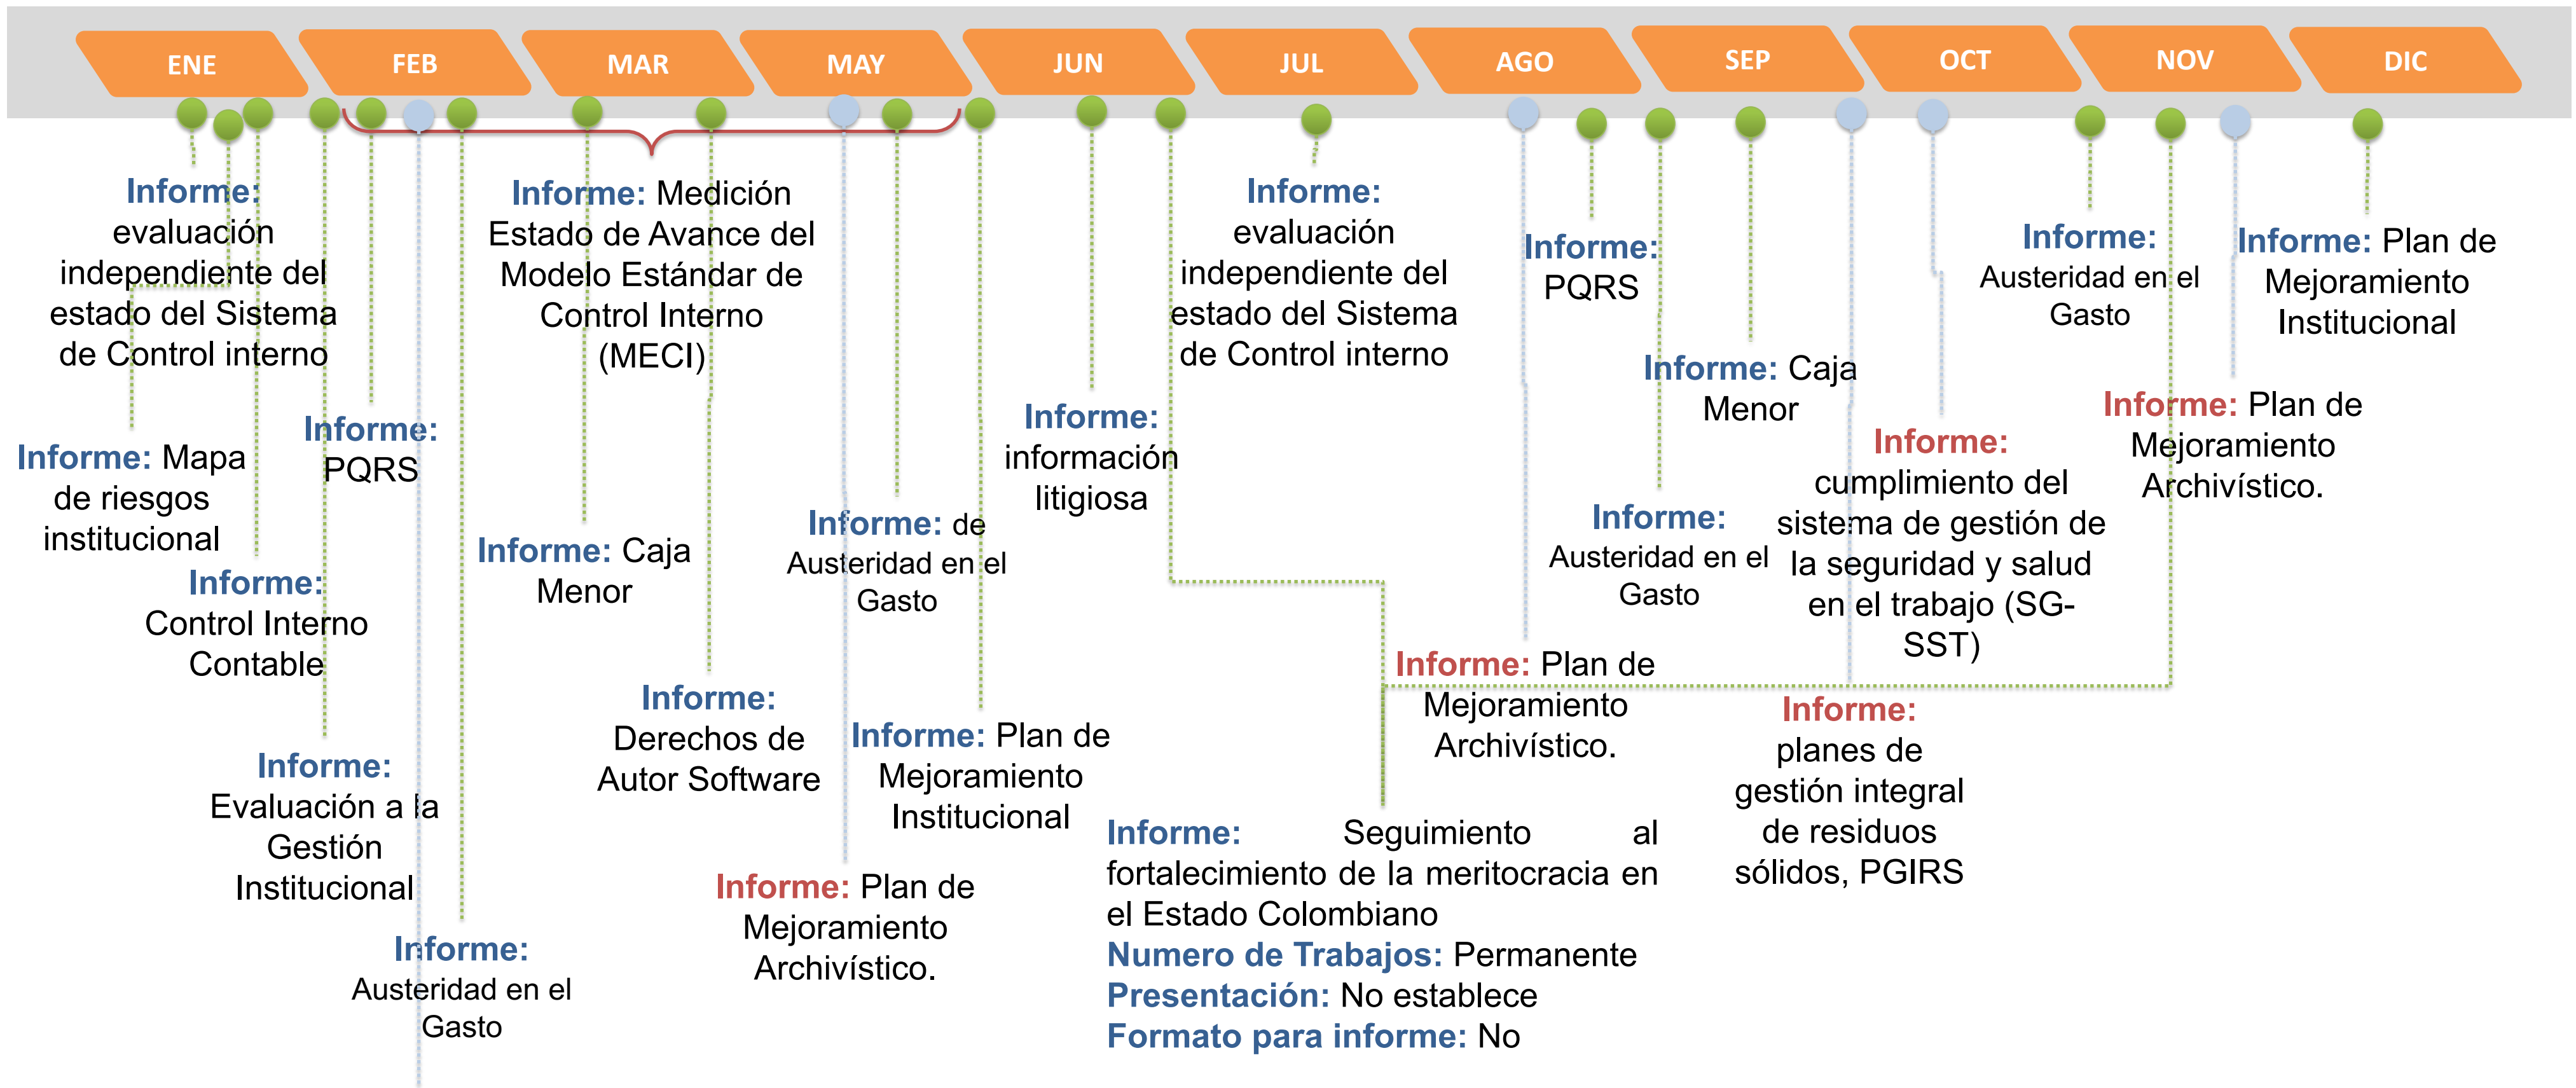 ENE
FEB
MAR
MAY
JUN
JUL
AGO
SEP
OCT
NOV
DIC
Informe:
evaluación
independiente del
estado del Sistema
de Control interno
Informe: Mapa
de riesgos
institucional
Informe:
Control Interno
Contable
Informe:
Evaluación a la
Gestión
Institucional
Informe:
PQRS
Informe:
Austeridad en el
Gasto
Informe: Medición
Estado de Avance del
Modelo Estándar de
Control Interno
(MECI)
Informe: Caja
Menor
Informe:
Derechos de
Autor Software
Informe: de
Austeridad en el
Gasto
Informe: Plan de
Mejoramiento
Archivístico.
Informe: Plan de
Mejoramiento
Institucional
Informe:
información
litigiosa
Informe:
evaluación
independiente del
estado del Sistema
de Control interno
Informe: Seguimiento al
fortalecimiento de la meritocracia en
el Estado Colombiano
Numero de Trabajos: Permanente
Presentación: No establece
Formato para informe: No
Informe: Plan de
Mejoramiento
Archivístico.
Informe:
PQRS
Informe:
Austeridad en el
Gasto
Informe: Caja
Menor
Informe:
planes de
gestión integral
de residuos
sólidos, PGIRS
Informe:
cumplimiento del
sistema de gestión de
la seguridad y salud
en el trabajo (SG-
SST)
Informe:
Austeridad en el
Gasto
Informe: Plan de
Mejoramiento
Archivístico.
Informe: Plan de
Mejoramiento
Institucional